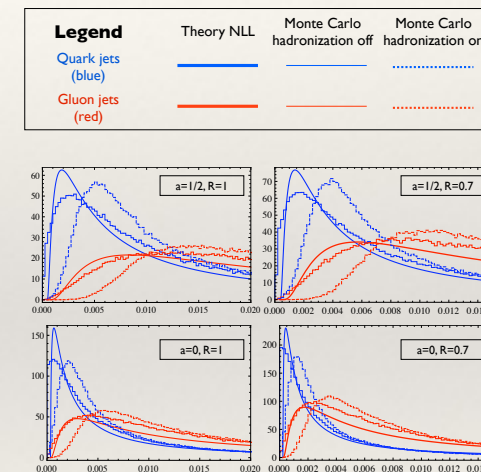 Legend
Theory NLL
Monte Carlo
hadronization off
Monte Carlo
hadronization on
Quark jets
(blue)
Gluon jets
(red)
a=1/2, R=1
60
50
40
30
20
10
0
0.000 0.005 0.010 0.015 0.020
a=1/2, R=0.7
70
60
50
40
30
20
10
0
0.000 0.002 0.004 0.006 0.008 0.010 0.012 0.01
a=0, R=1
150
100
50
0
0.000 0.005 0.010 0.015 0.020
a=0, R=0.7
200
150
100
50
0
0.000 0.002 0.004 0.006 0.008 0.010 0.012